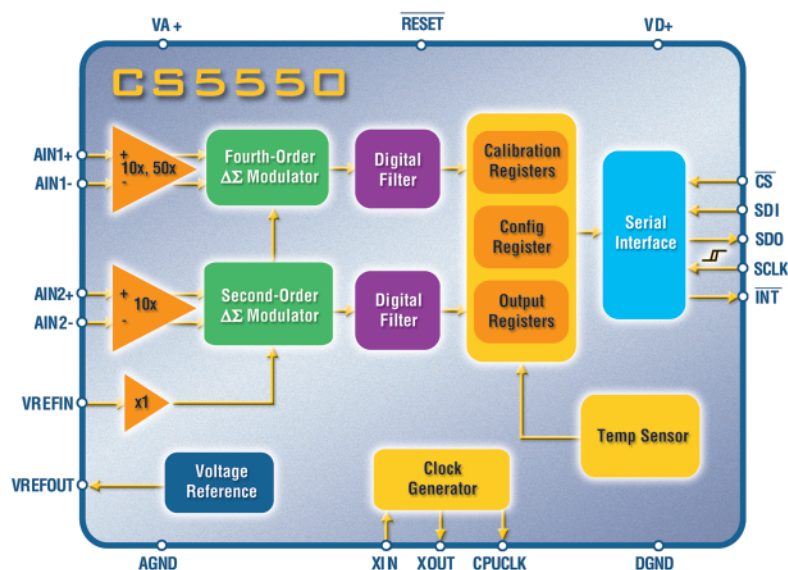 VA +
RESET
VD+
CS5550
AIN1+
AIN1-
+
-
10x, 50x
Fourth-Order
ΔΣ Modulator
Digital
Filter
Calibration
Registers
Config
Register
Output
Registers
Serial
Interface
CS
SDI
SDO
SCLK
INT
AIN2+
AIN2-
+
-
10x
Second-Order
ΔΣ Modulator
Digital
Filter
VREFIN
x1
Temp Sensor
VREFOUT
Voltage
Reference
Clock
Generator
AGND
XIN
XOUT
CPUCLK
DGND